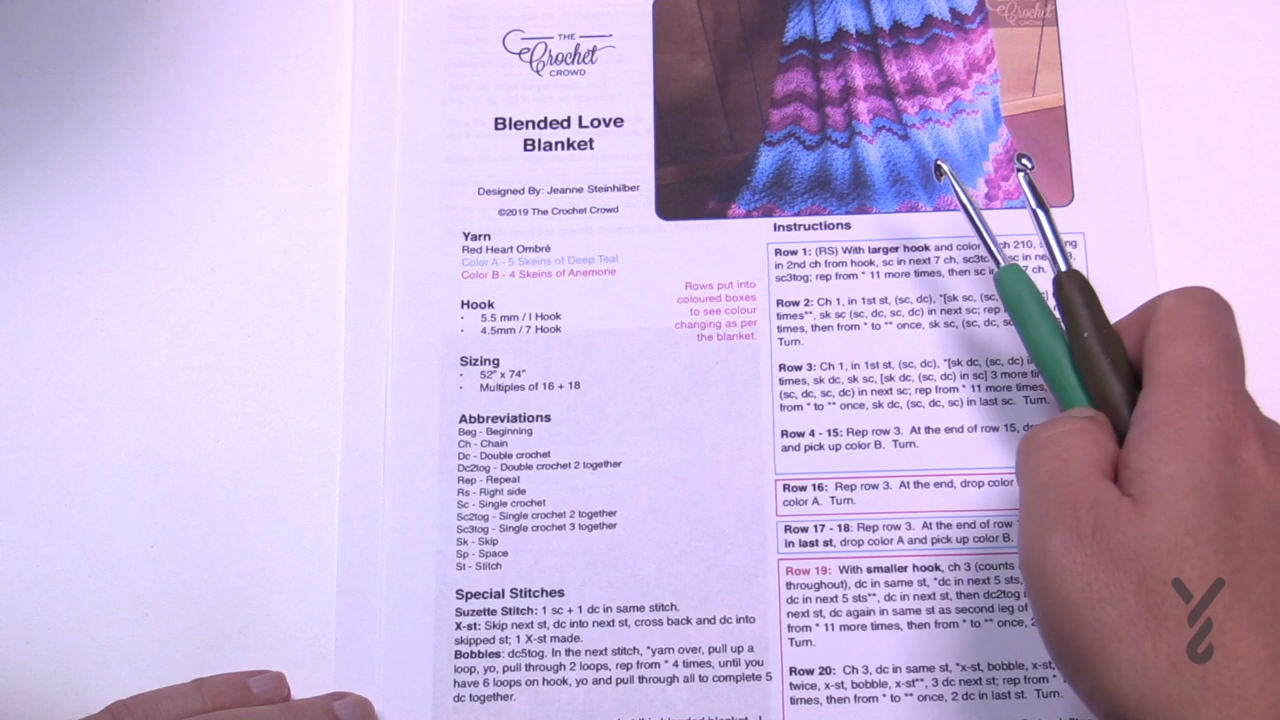 THE
Crochet
CROWD
Crochet
CROWD
Blended Love
Blanket
Designed By: Jeanne Steinhilber
©2019 The Crochet Crowd
Yarn
Red Heart Ombré
Color A - 5 Skeins of Deep Teal
Color B - 4 Skeins of Anemone
Rows put into
coloured boxes
to see colour
changing as per
the blanket.
Hook
• 5.5 mm / I Hook
• 4.5mm / 7 Hook
Sizing
• 52" x 74"
• Multiples of 16 + 18
Abbreviations
Beg - Beginning
Ch - Chain
Dc - Double crochet
Dc2tog - Double crochet 2 together
Rep - Repeat
Rs - Right side
Sc - Single crochet
Sc2tog - Single crochet 2 together
Sc3tog - Single crochet 3 together
Sk - Skip
Sp - Space
St - Stitch
Special Stitches
Suzette Stitch: 1 sc + 1 dc in same stitch.
X-st: Skip next st, dc into next st, cross back and dc into
skipped st; 1 X-st made.
Bobbles: dc5tog. In the next stitch, *yarn over, pull up a
loop, yo, pull through 2 loops, rep from * 4 times, until you
have 6 loops on hook, yo and pull through all to complete 5
dc together.
Instructions
Row 1: (RS) With larger hook and color ch 210,
in 2nd ch from hook, sc in next 7 ch, sc in
sc3tog; rep from * 11 more times, then sc 7 ch.
Row 2: Ch 1, in 1st st, (sc, dc), *[sk sc, (sc,
times**, sk sc (sc, dc, sc, dc) in next sc; rep
times, then from * to ** once, sk sc, (sc, dc,
Turn.
Row 3: Ch 1, in 1st st, (sc, dc), *[sk dc, (sc, dc)
times, sk dc, sk sc, [sk dc, (sc, dc) in sc] 3 more
(sc, dc, sc, dc) in next sc; rep from * 11 more times,
from * to ** once, sk dc, (sc, dc, sc) in last sc. Turn.
Row 4 - 15: Rep row 3. At the end of row 15,
and pick up color B. Turn.
Row 16: Rep row 3. At the end, drop color
color A. Turn.
Row 17 - 18: Rep row 3. At the end of row
in last st, drop color A and pick up color B.
Row 19: With smaller hook, ch 3 (counts
throughout), dc in same st, *dc in next 5 sts,
dc in next 5 sts**, dc in next st, then dc2tog
next st, dc again in same st as second leg of
from * 11 more times, then from * to ** once,
Turn.
Row 20: Ch 3, dc in same st, *x-st, bobble, x-st,
twice, x-st, bobble, x-st**, 3 dc next st; rep from *
times, then from * to ** once, 2 dc in last st. Turn.